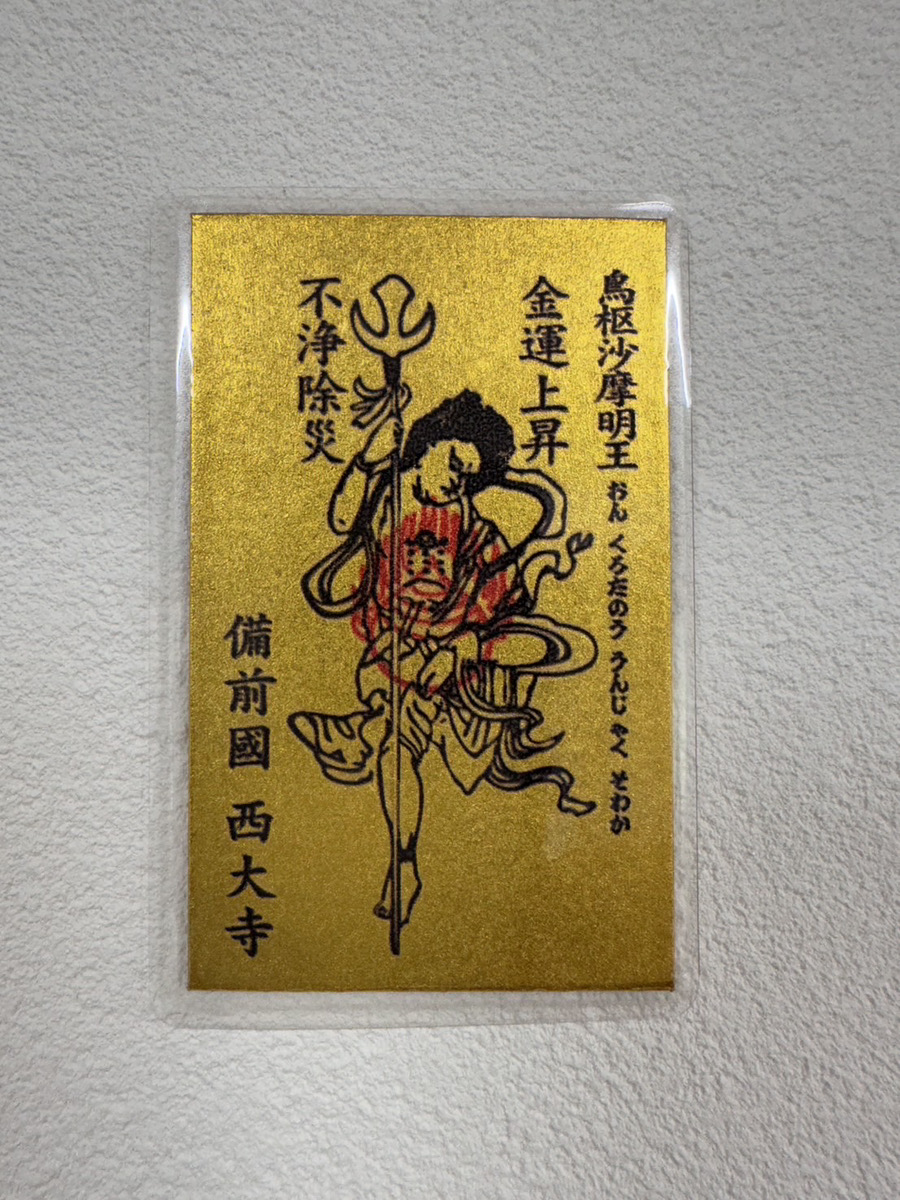 烏枢沙摩明王 おん くろだのう うんじゃく そわか
金運上昇
不浄除災
備前國 西大寺